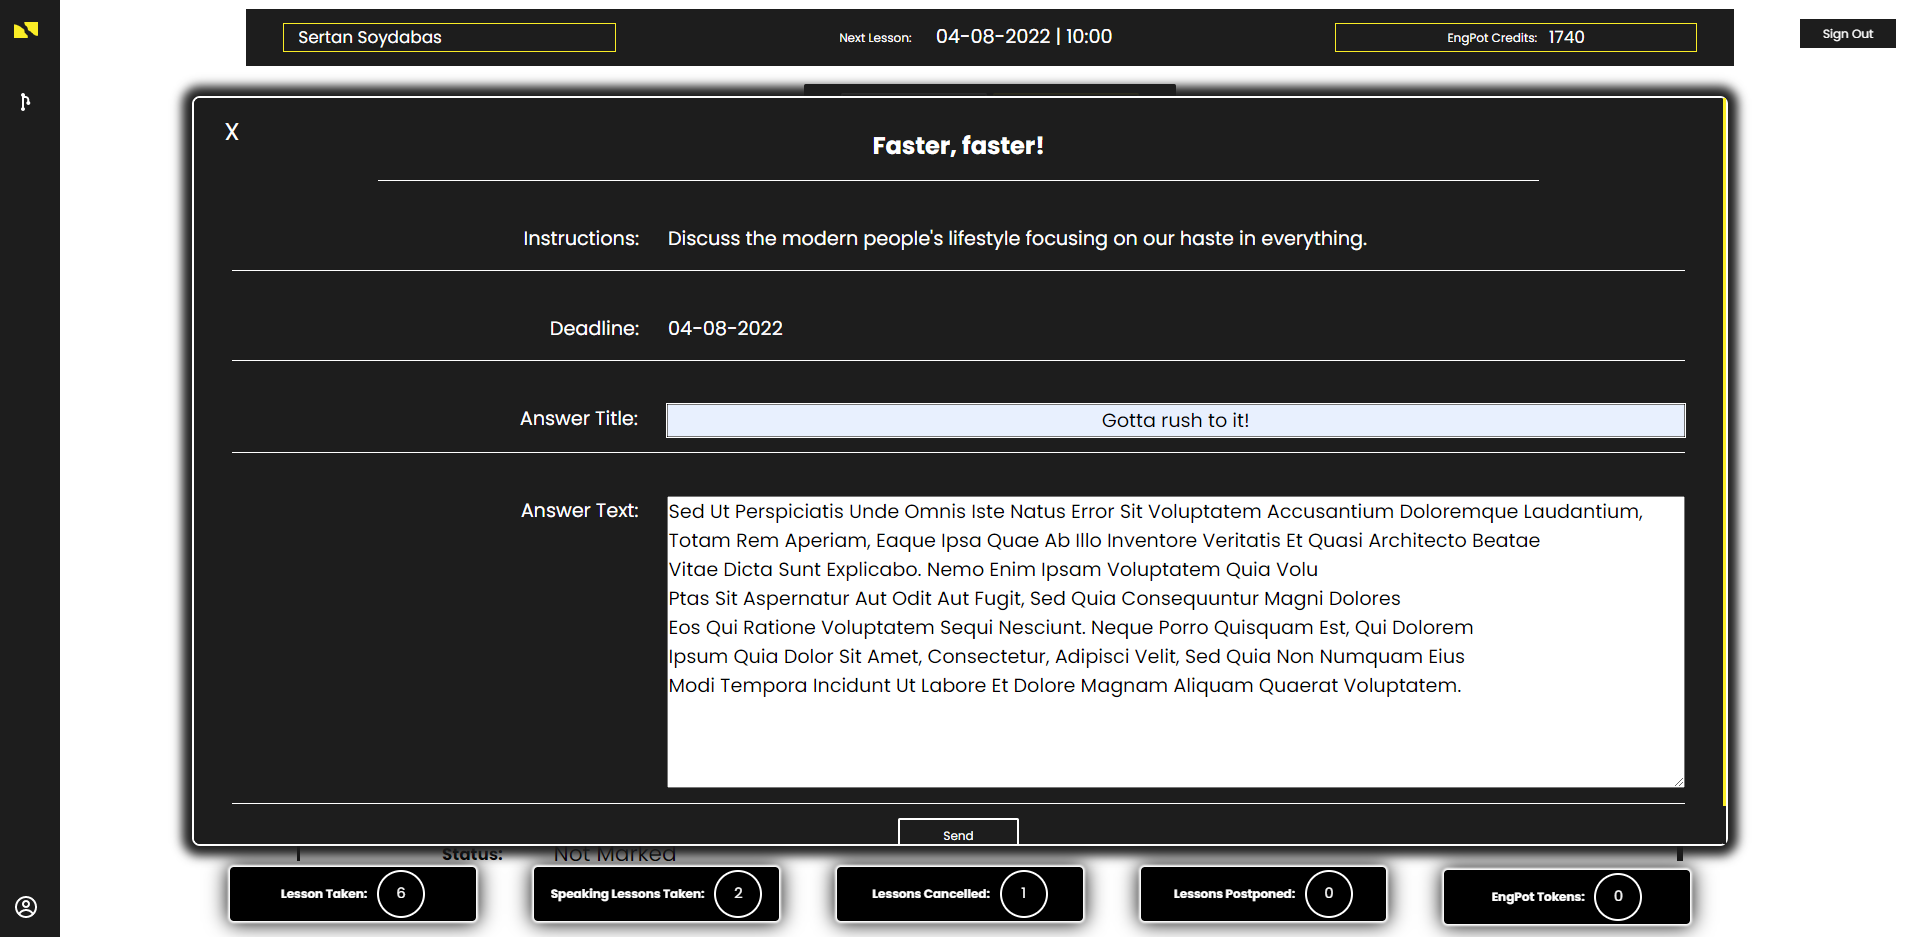 Sertan Soydabas
Next Lesson: 04-08-2022 | 10:00
EngPot Credits: 1740
Sign Out
X
Faster, faster!
Instructions: Discuss the modern people's lifestyle focusing on our haste in everything.
Deadline: 04-08-2022
Answer Title: Gotta rush to it!
Answer Text: Sed Ut Perspiciatis Unde Omnis Iste Natus Error Sit Voluptatem Accusantium Doloremque Laudantium,
Totam Rem Aperiam, Eaque Ipsa Quae Ab Illo Inventore Veritatis Et Quasi Architecto Beatae
Vitae Dicta Sunt Explicabo. Nemo Enim Ipsam Voluptatem Quia Volu
Ptas Sit Aspernatur Aut Odit Aut Fugit, Sed Quia Consequuntur Magni Dolores
Eos Qui Ratione Voluptatem Sequi Nesciunt. Neque Porro Quisquam Est, Qui Dolorem
Ipsum Quia Dolor Sit Amet, Consectetur, Adipisci Velit, Sed Quia Non Numquam Eius
Modi Tempora Incidunt Ut Labore Et Dolore Magnam Aliquam Quaerat Voluptatem.
Send
Status: Not Marked
Lesson Taken: 6
Speaking Lessons Taken: 2
Lessons Cancelled: 1
Lessons Postponed: 0
EngPot Tokens: 0